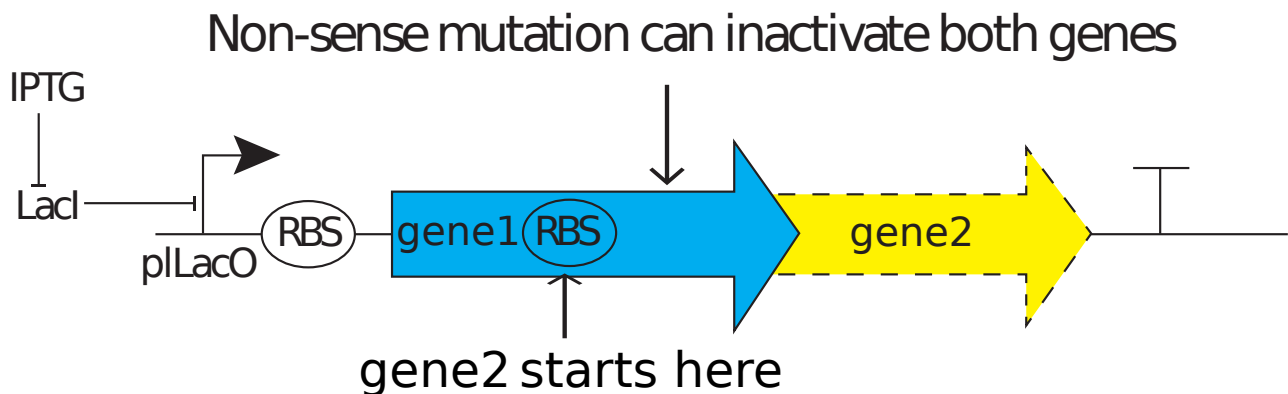 Non-sense mutation can inactivate both genes
IPTG
LacI
plLacO
RBS
gene1
RBS
gene2
gene2 starts here